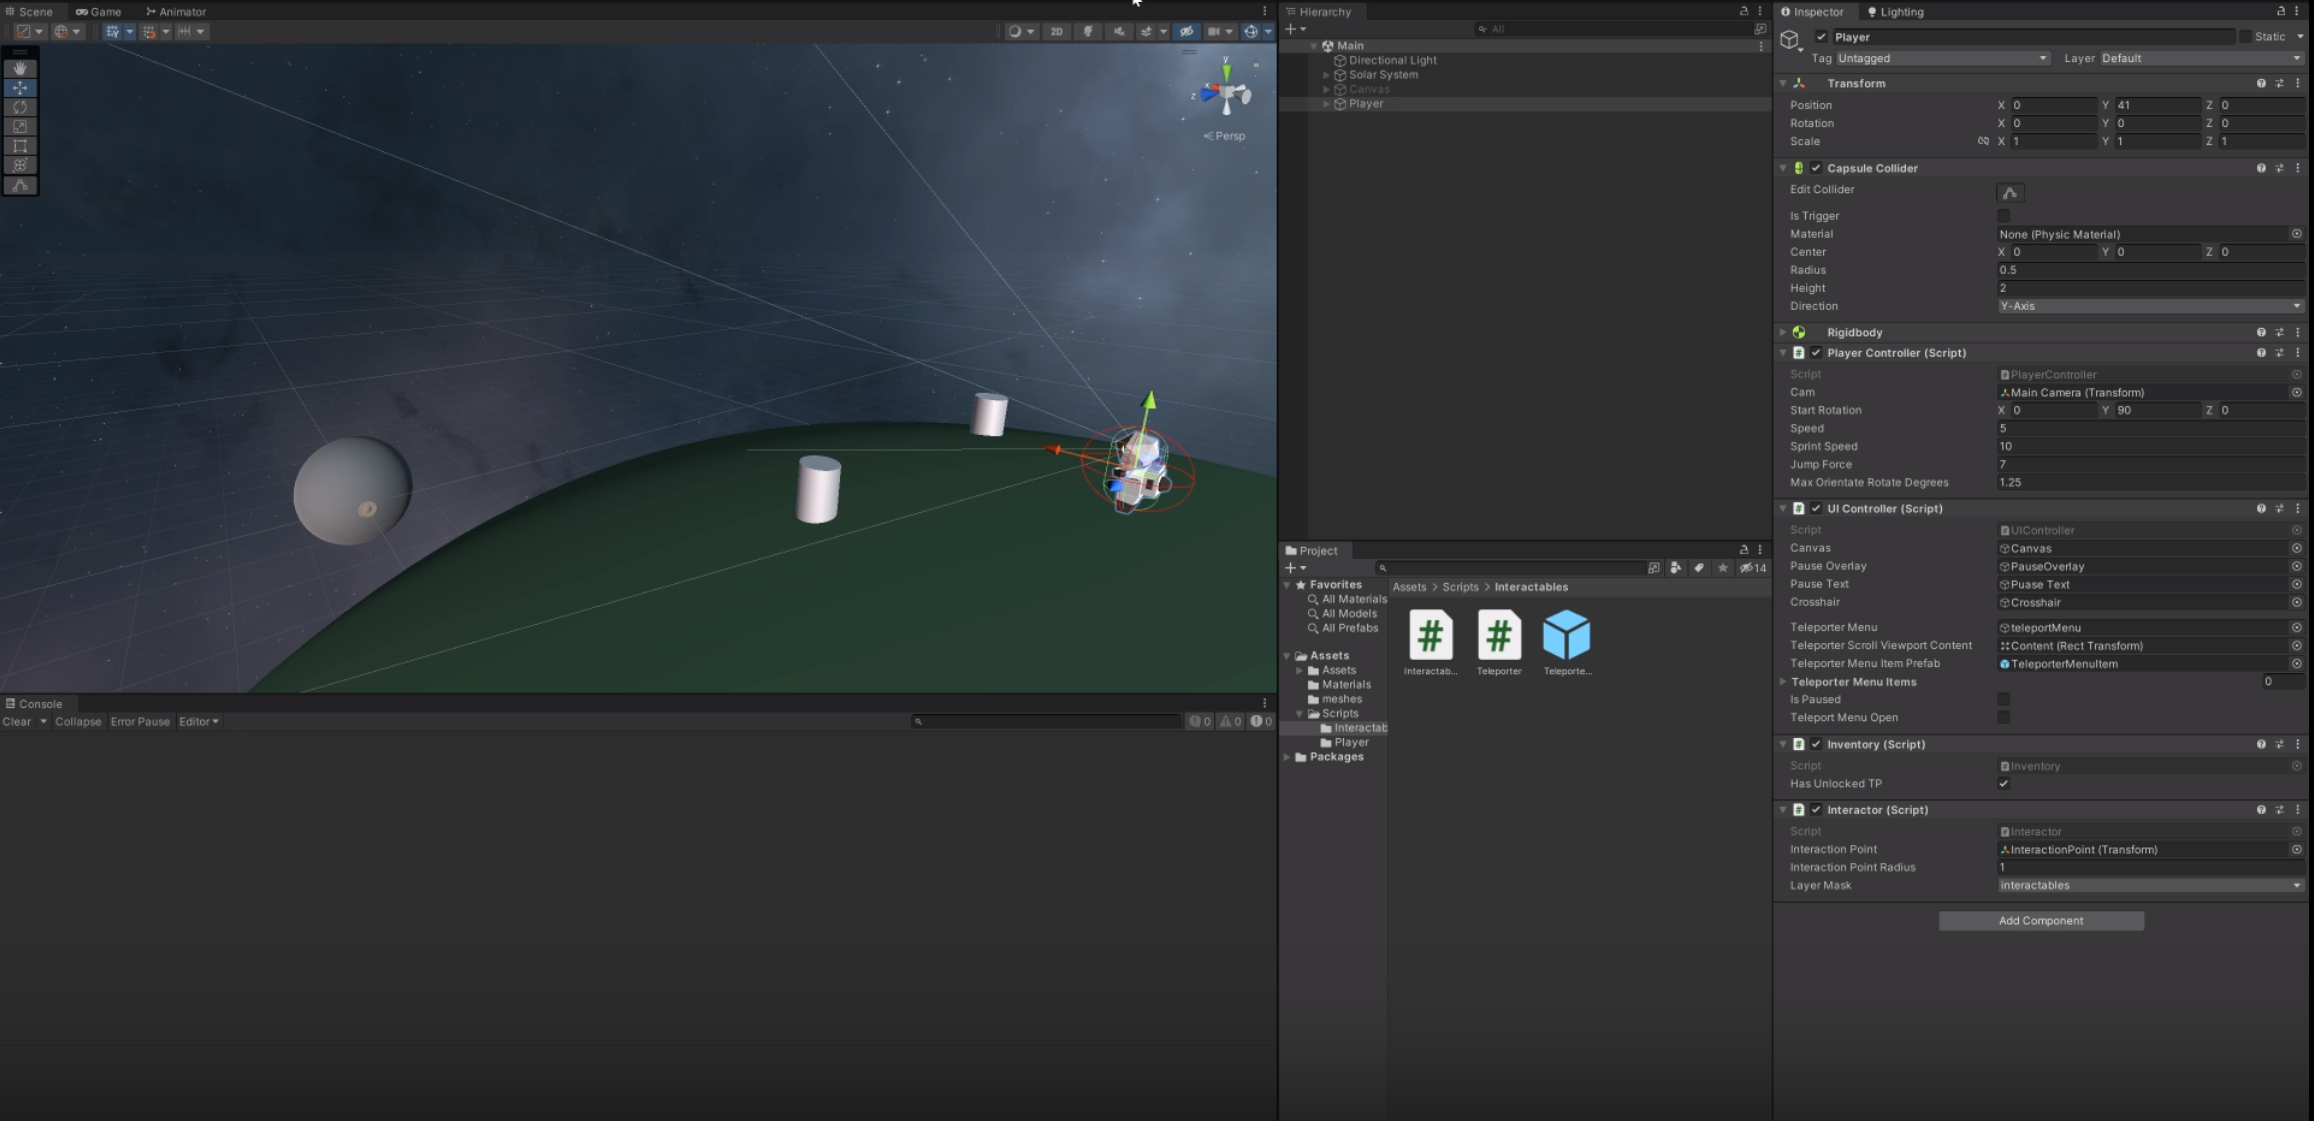 Scene Game Animator
2D
y
x
z
Persp
Console
Clear Collapse Error Pause Editor
0 0 0
Hierarchy
All
Main
Directional Light
Solar System
Canvas
Player
Project
14
Favorites
All Materials
All Models
All Prefabs
Assets
Assets
Materials
meshes
Scripts
Interactab
Player
Packages
Assets > Scripts > Interactables
# # 
Interactab... Teleporter Teleporte...
Inspector Lighting
Player Static
Tag Untagged Layer Default
Transform
Position X 0 Y 41 Z 0
Rotation X 0 Y 0 Z 0
Scale X 1 Y 1 Z 1
Capsule Collider
Edit Collider
Is Trigger
Material None (Physic Material)
Center X 0 Y 0 Z 0
Radius 0.5
Height 2
Direction Y-Axis
Rigidbody
Player Controller (Script)
Script PlayerController
Cam Main Camera (Transform)
Start Rotation X 0 Y 90 Z 0
Speed 5
Sprint Speed 10
Jump Force 7
Max Orientate Rotate Degrees 1.25
UI Controller (Script)
Script UIController
Canvas Canvas
Pause Overlay PauseOverlay
Pause Text Puase Text
Crosshair Crosshair
Teleporter Menu teleportMenu
Teleporter Scroll Viewport Content Content (Rect Transform)
Teleporter Menu Item Prefab TeleporterMenuItem
Teleporter Menu Items 0
Is Paused
Teleport Menu Open
Inventory (Script)
Script Inventory
Has Unlocked TP
Interactor (Script)
Script Interactor
Interaction Point InteractionPoint (Transform)
Interaction Point Radius 1
Layer Mask interactables
Add Component